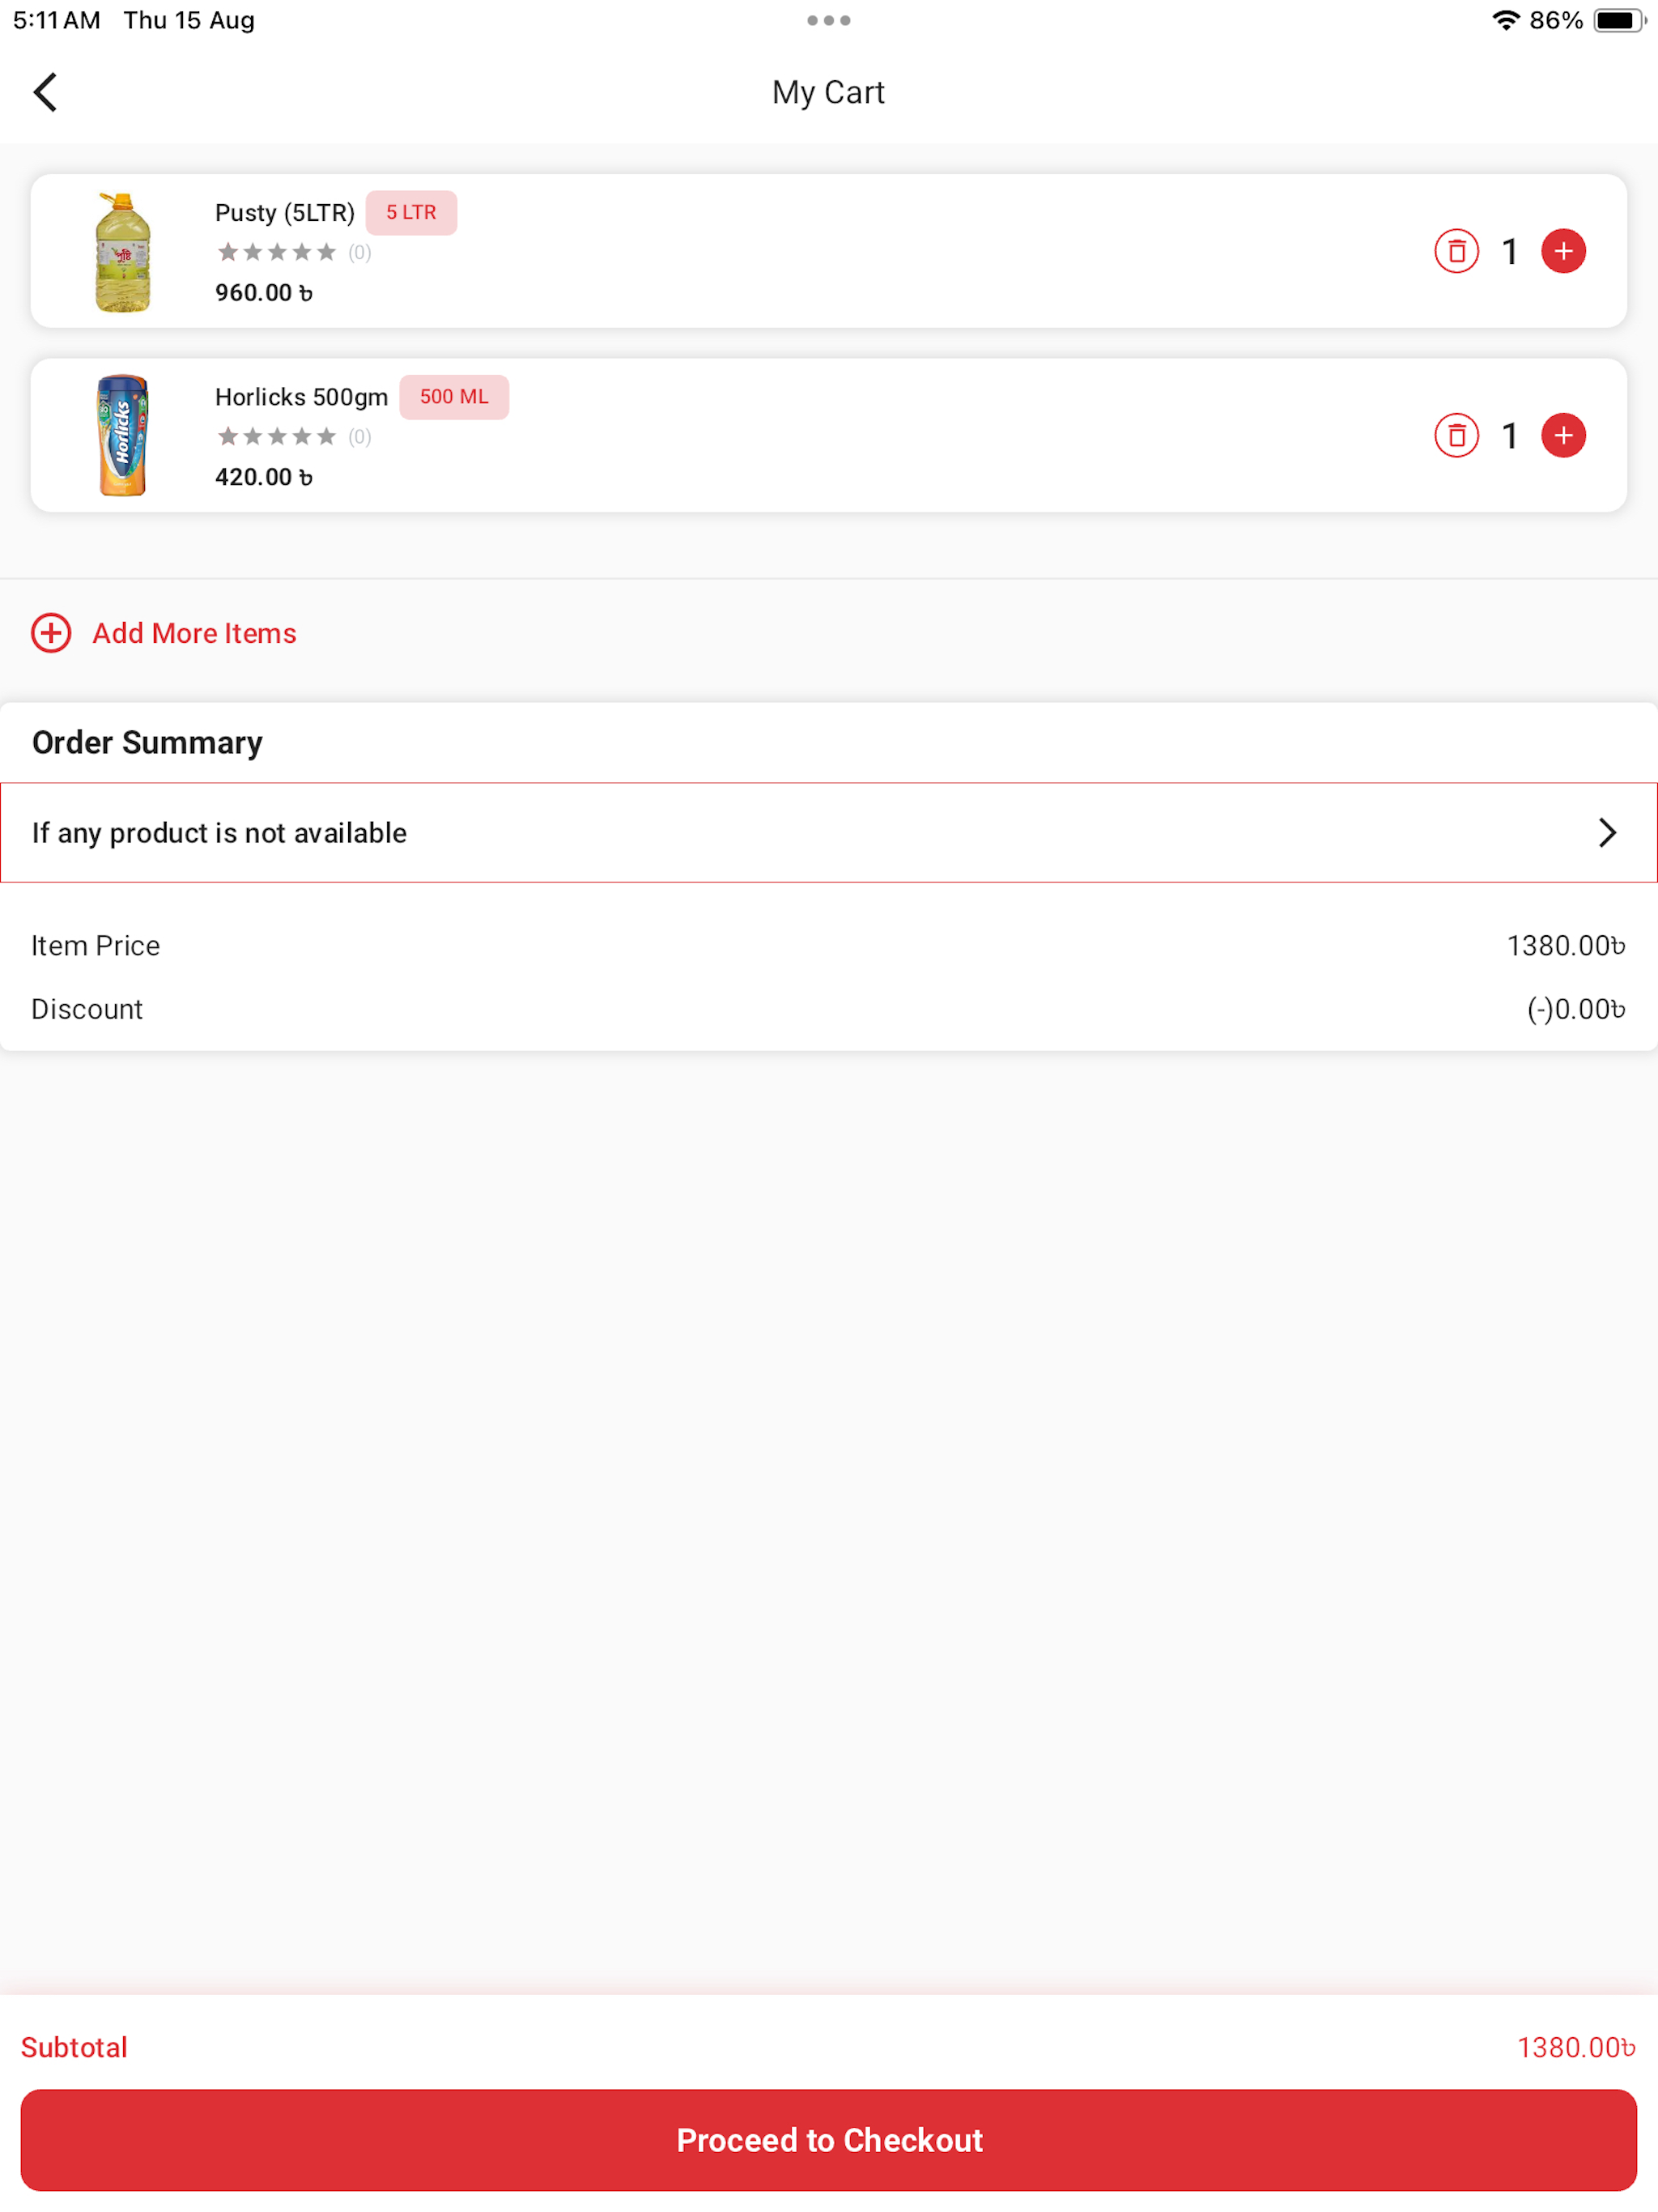 5:11 AM Thu 15 Aug
86%
My Cart
Pusty (5LTR) 5 LTR
(0)
960.00 ৳
পুষ্টি
Horlicks 500gm 500 ML
(0)
420.00 ৳
Horlicks
1
1
Add More Items
Order Summary
If any product is not available
Item Price 1380.00৳
Discount (-)0.00৳
Subtotal 1380.00৳
Proceed to Checkout